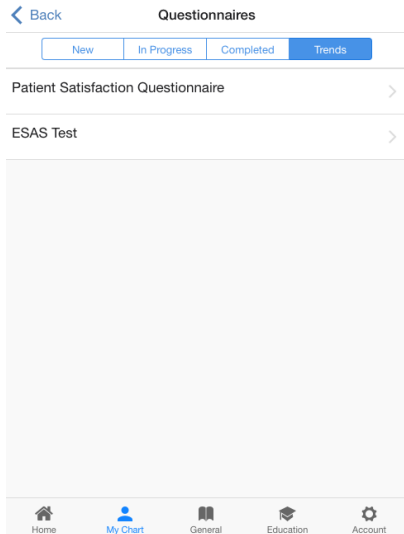 Back Questionnaires
New In Progress Completed Trends
Patient Satisfaction Questionnaire
ESAS Test
Home My Chart General Education Account